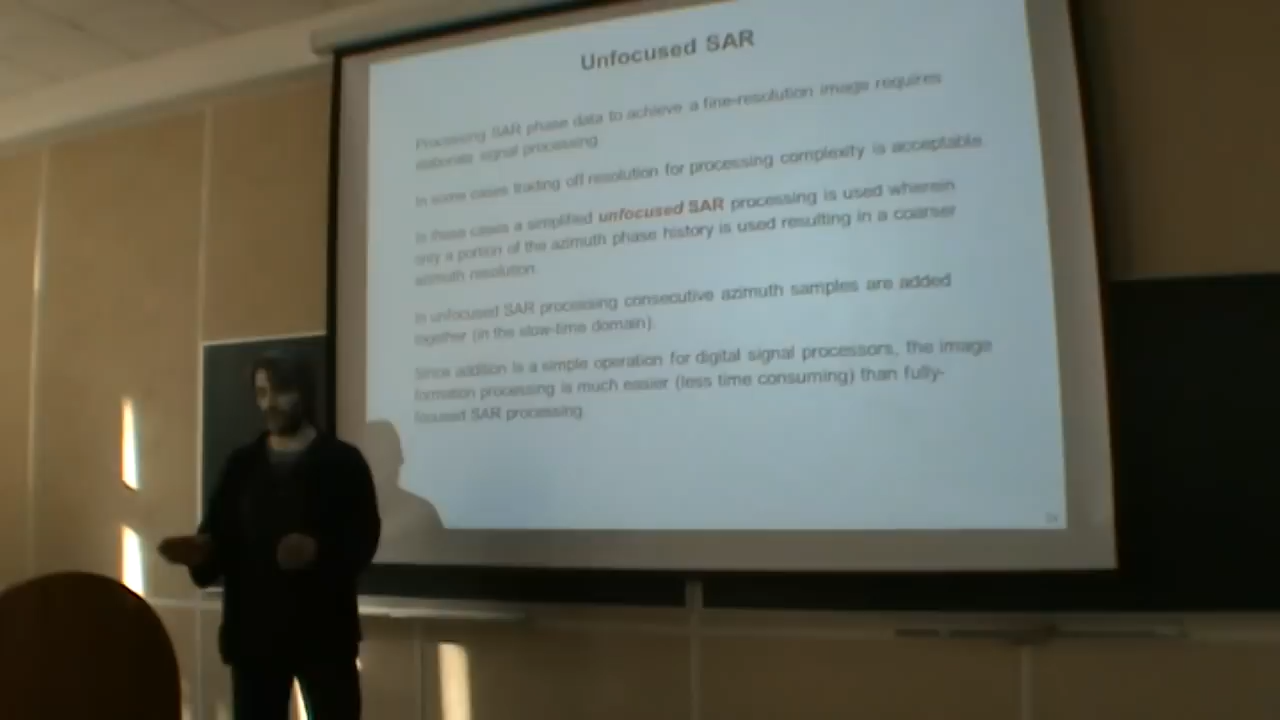 Unfocused SAR
Processing SAR phase data to achieve a fine-resolution image requires
elaborate signal processing.
In some cases trading off resolution for processing complexity is acceptable.
In these cases a simplified unfocused SAR processing is used wherein
only a portion of the azimuth phase history is used resulting in a coarser
azimuth resolution.
In unfocused SAR processing consecutive azimuth samples are added
together (in the slow-time domain).
Since addition is a simple operation for digital signal processors, the image
formation processing is much easier (less time consuming) than fully-
focused SAR processing.